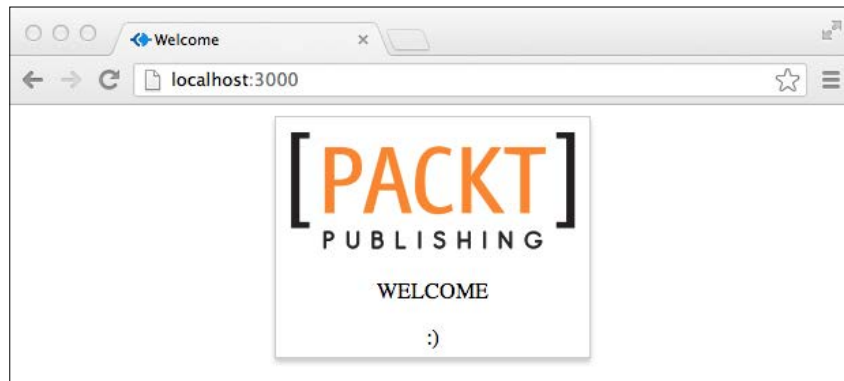 Welcome
localhost:3000
[PACKT]
PUBLISHING
WELCOME
:)